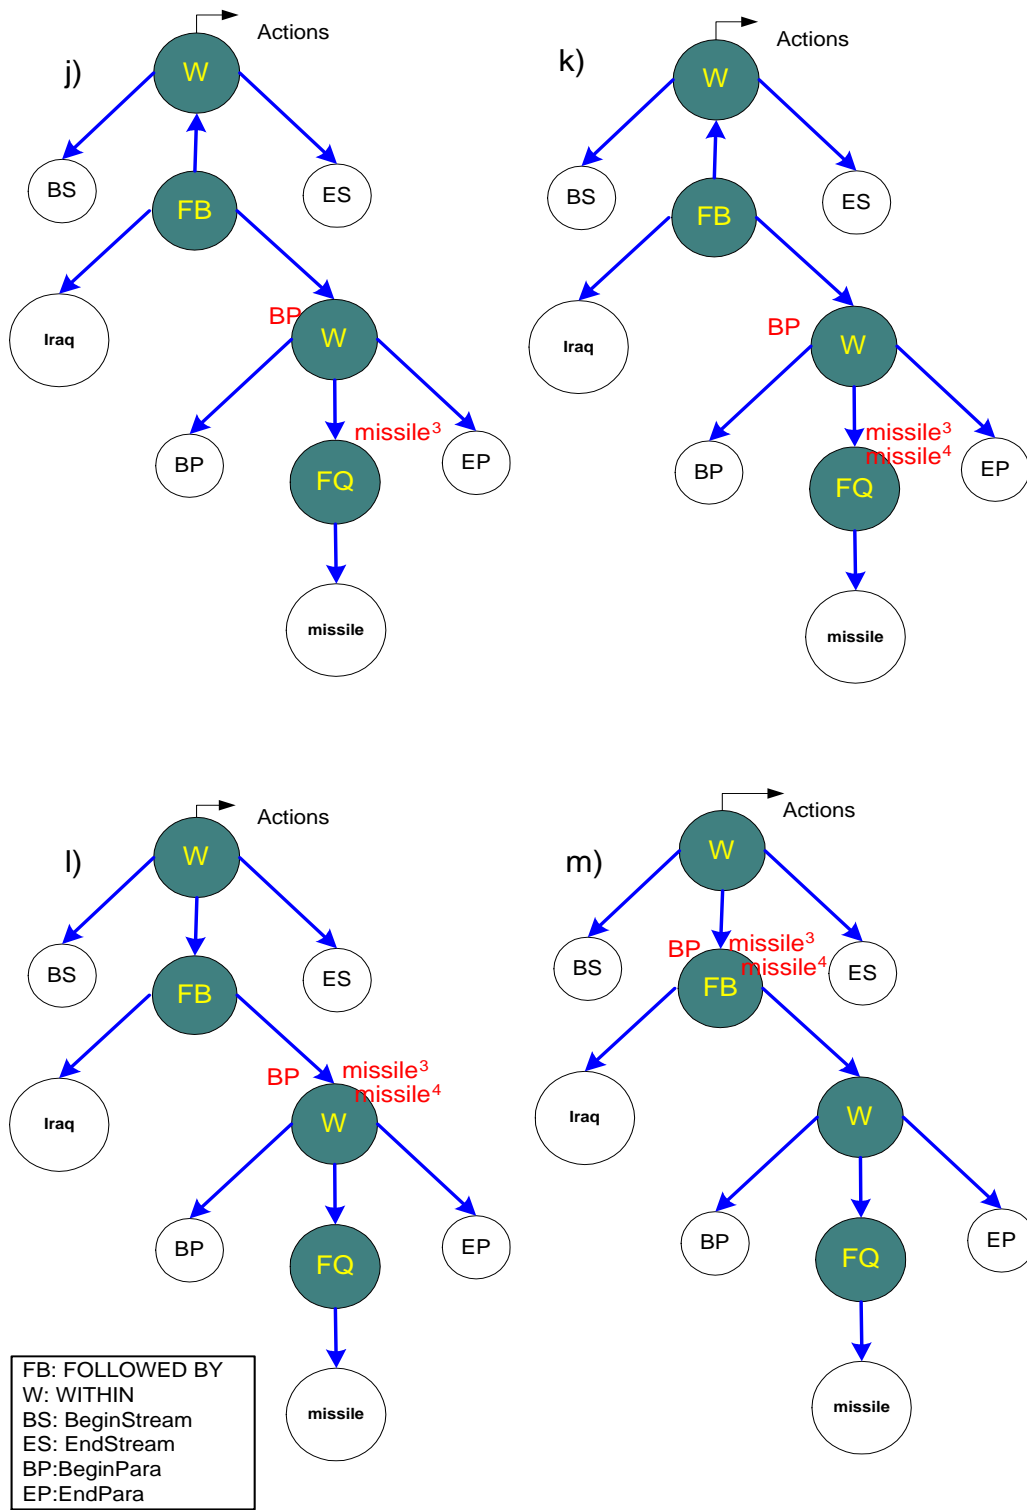 Actions
j)
W
BS
ES
FB
BP
Iraq
W
missile³
BP
EP
FQ
missile
Actions
k)
W
BS
ES
FB
BP
Iraq
W
missile³
missile⁴
BP
EP
FQ
missile
Actions
l)
W
BS
ES
FB
BP
missile³
missile⁴
Iraq
W
BP
EP
FQ
missile
Actions
m)
W
BS
BP
missile³
missile⁴
ES
FB
Iraq
W
BP
EP
FQ
missile
FB: FOLLOWED BY
W: WITHIN
BS: BeginStream
ES: EndStream
BP:BeginPara
EP:EndPara